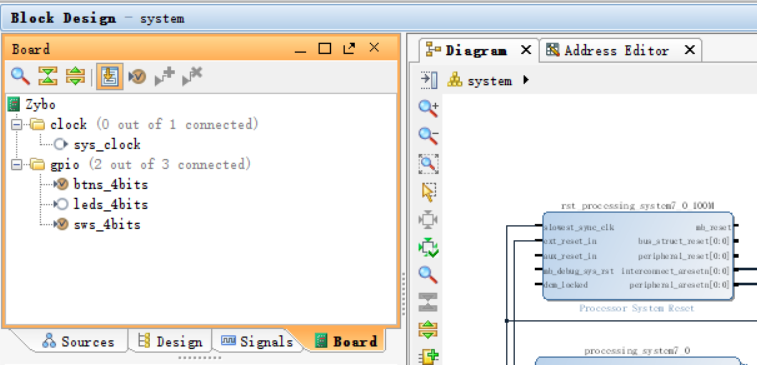 Block Design - system
Board
Zybo
clock (0 out of 1 connected)
sys_clock
gpio (2 out of 3 connected)
btns_4bits
leds_4bits
sws_4bits
Sources Design Signals Board
Diagram Address Editor
system
rst_processing_system7_0_100M
slowest_sync_clk mb_reset
ext_reset_in bus_struct_reset[0:0]
aux_reset_in peripheral_reset[0:0]
mb_debug_sys_rst interconnect_aresetn[0:0]
dcm_locked peripheral_aresetn[0:0]
Processor System Reset
processing_system7_0